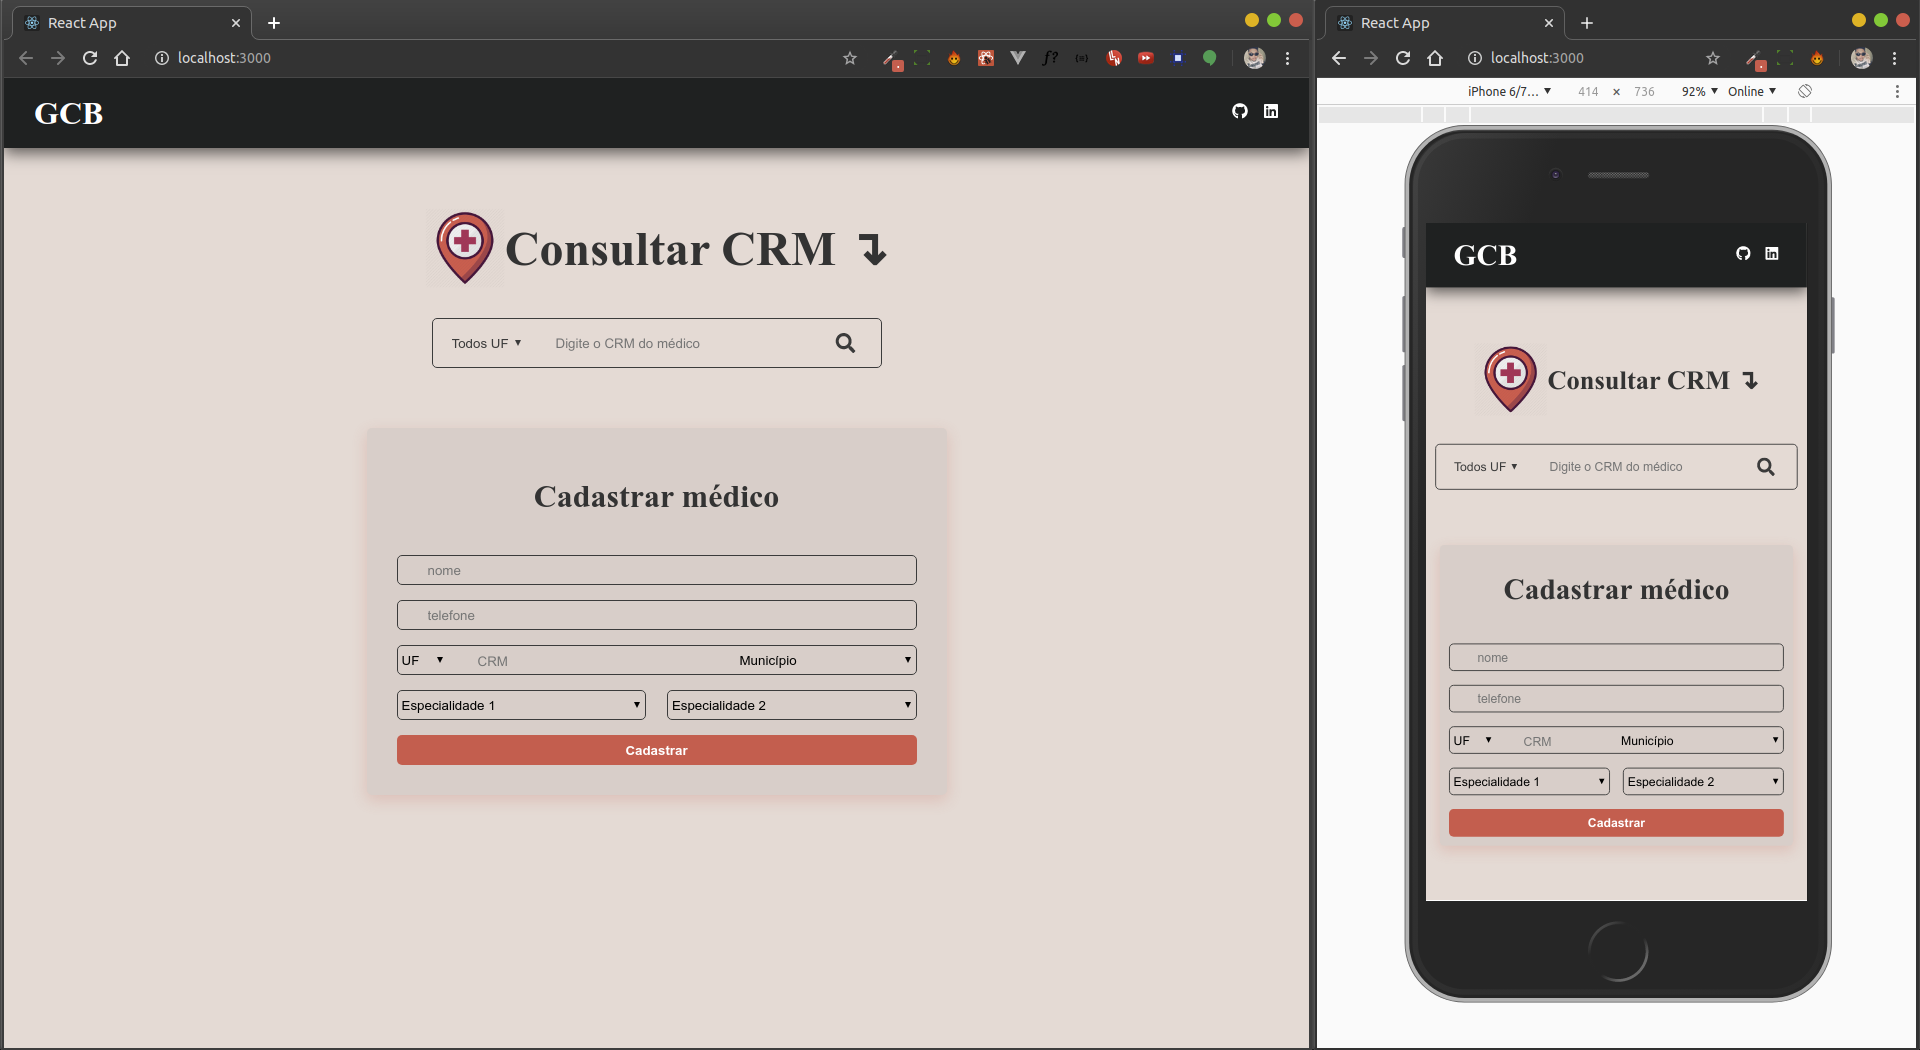 React App
localhost:3000
GCB
Consultar CRM ↴
Todos UF ▾ Digite o CRM do médico
Cadastrar médico
nome
telefone
UF ▾ CRM Município ▾
Especialidade 1 ▾ Especialidade 2 ▾
Cadastrar
React App
localhost:3000
iPhone 6/7... ▼ 414 × 736 92% ▼ Online ▼
GCB
Consultar CRM ↴
Todos UF ▾ Digite o CRM do médico
Cadastrar médico
nome
telefone
UF ▾ CRM Município ▾
Especialidade 1 ▾ Especialidade 2 ▾
Cadastrar